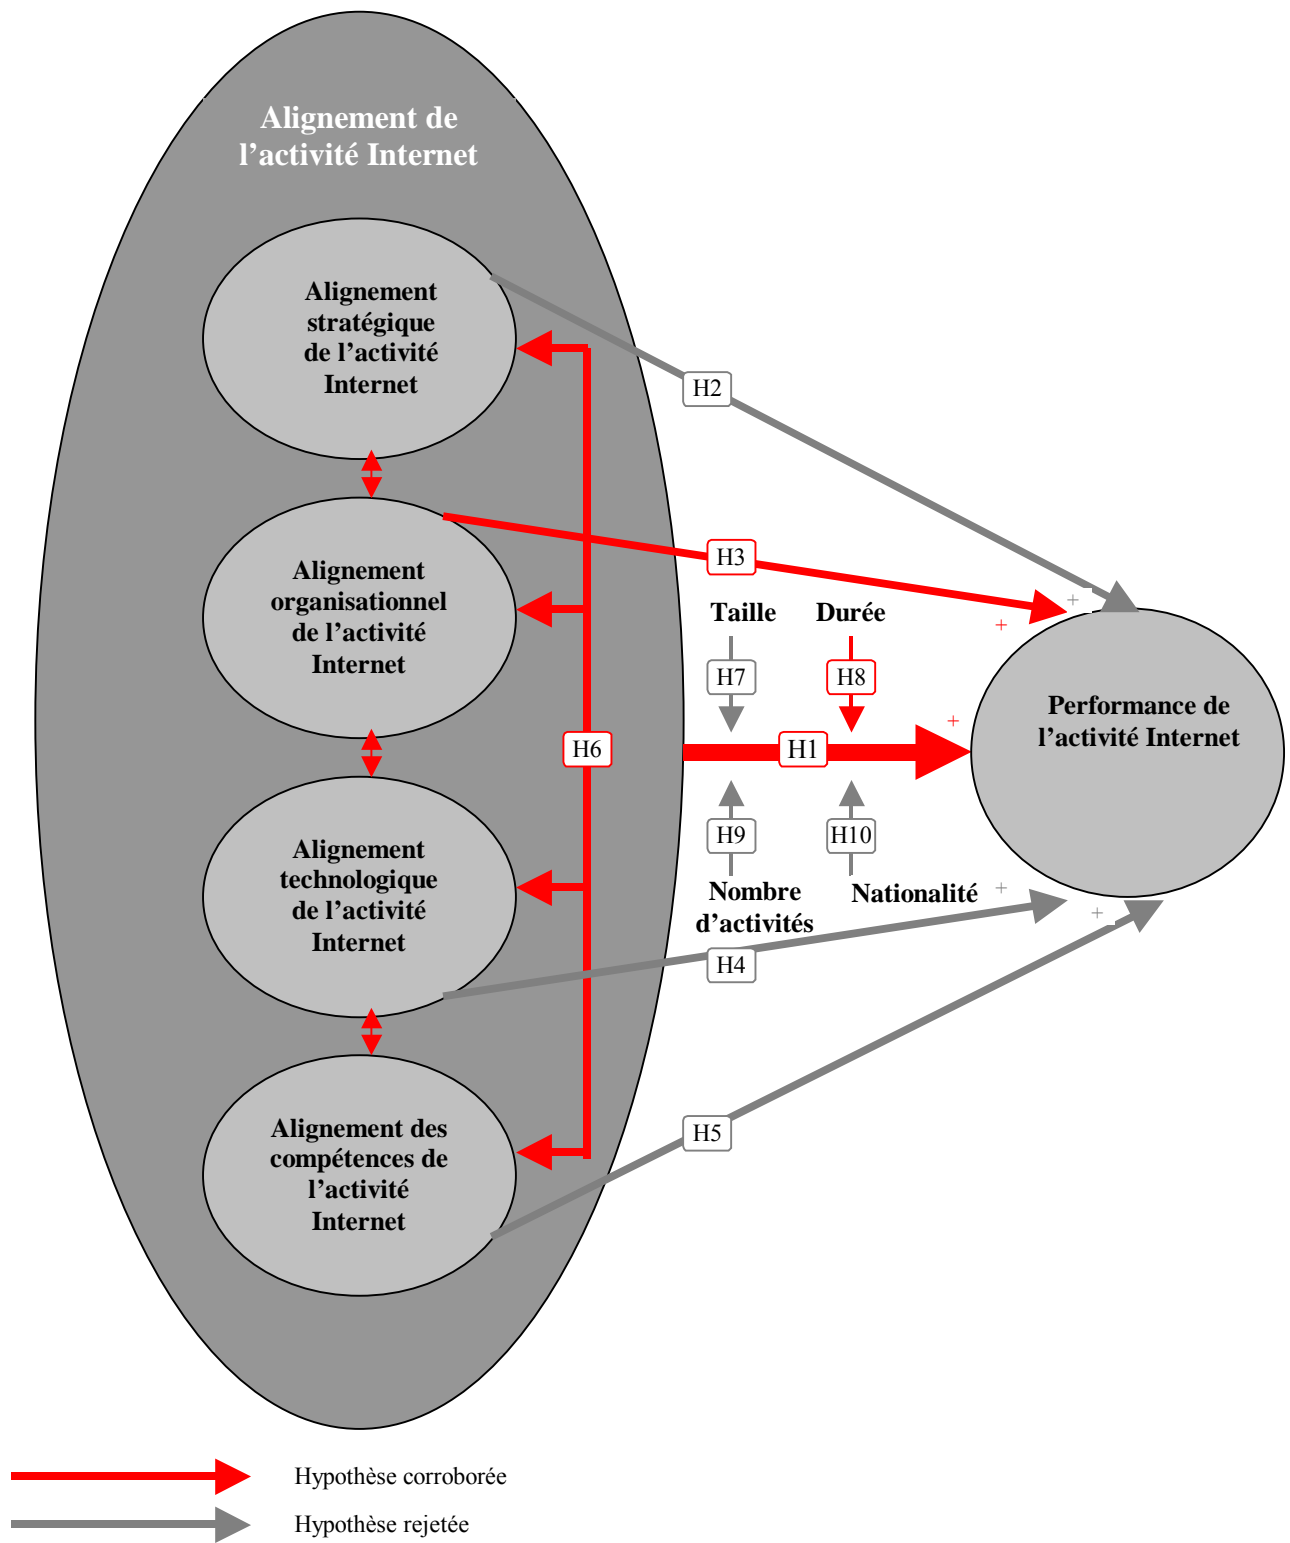 Alignement de
l’activité Internet
Alignement
stratégique
de l’activité
Internet
H2
Alignement
organisationnel
de l’activité
Internet
H3
+
+
Taille
Durée
H7
H8
H6
H1
+
Performance de
l’activité Internet
H9
H10
Nombre
d’activités
Nationalité
+
+
Alignement
technologique
de l’activité
Internet
H4
Alignement des
compétences de
l’activité
Internet
H5
Hypothèse corroborée
Hypothèse rejetée